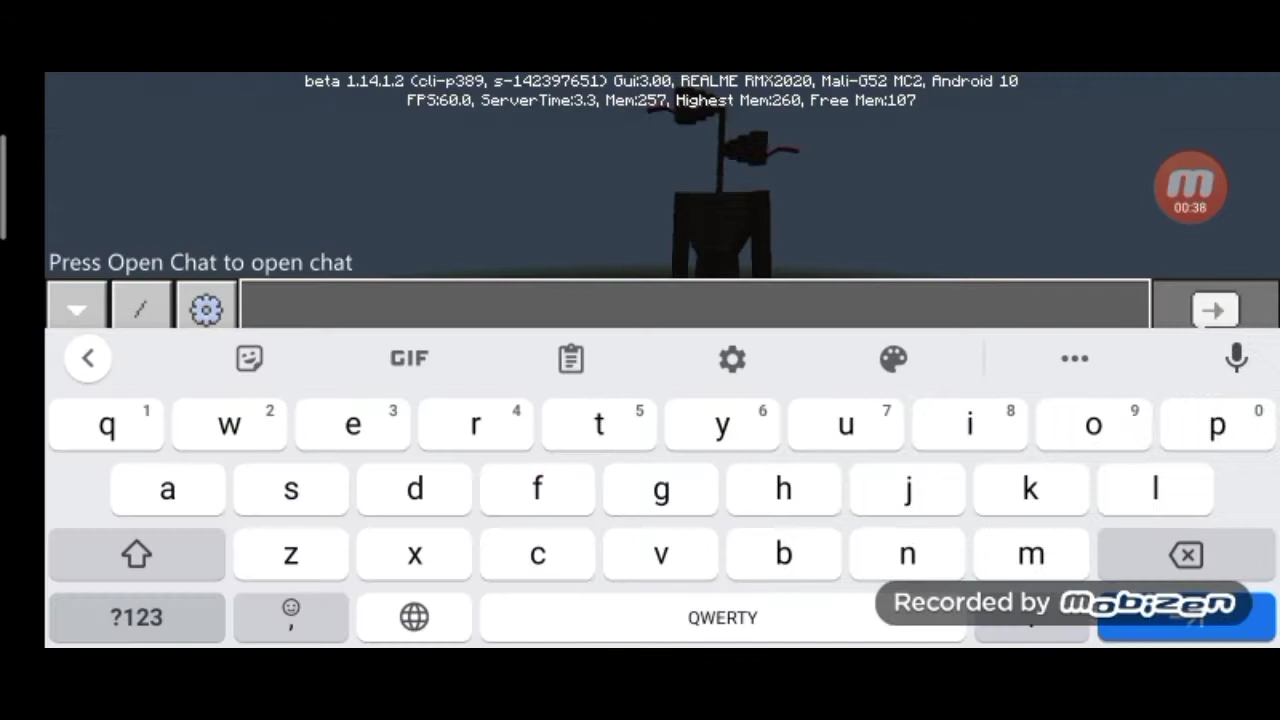 beta 1.14.1.2 (cli-p389, s-142397651) Gui:3.00, REALME RMX2020, Mali-G52 MC2, Android 10
FPS:60.0, ServerTime:3.3, Mem:257, Highest Mem:260, Free Mem:107
m
00:38
Press Open Chat to open chat
/
GIF
q 1 w 2 e 3 r 4 t 5 y 6 u 7 i 8 o 9 p 0
a s d f g h j k l
z x c v b n m
Recorded by mobizen
?123 , QWERTY .